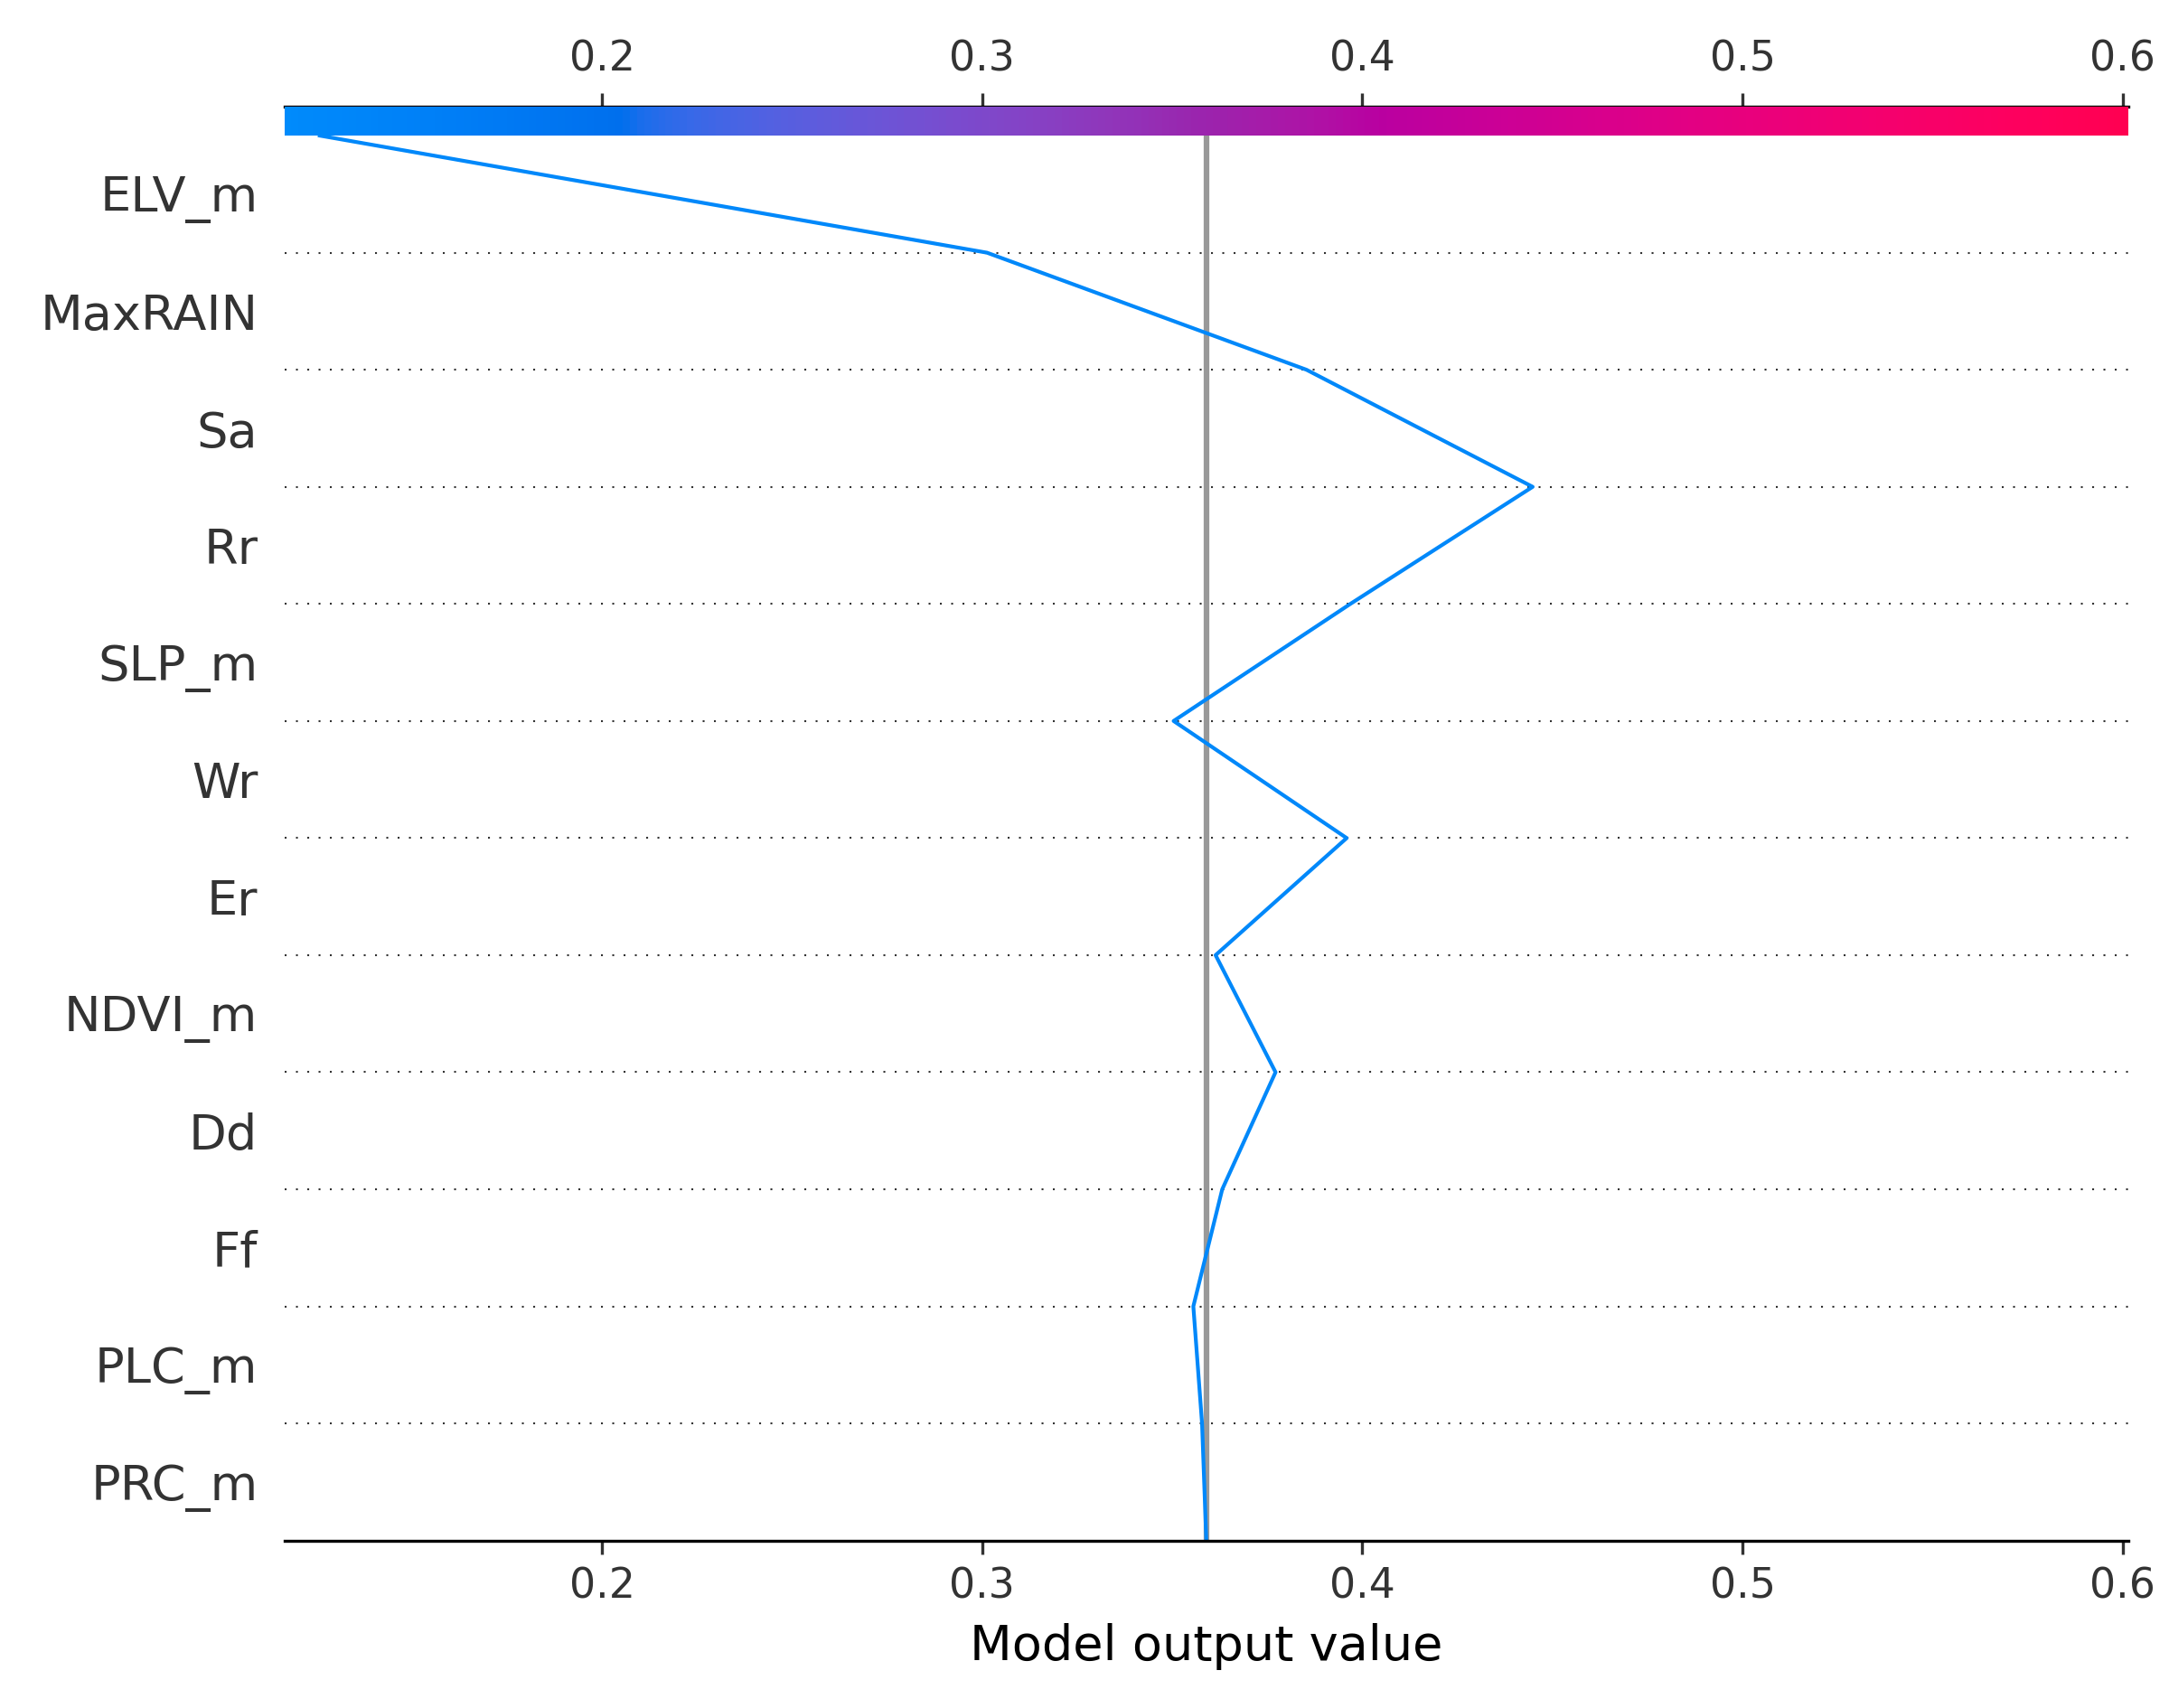 0.2 0.3 0.4 0.5 0.6
ELV_m
MaxRAIN
Sa
Rr
SLP_m
Wr
Er
NDVI_m
Dd
Ff
PLC_m
PRC_m
0.2 0.3 0.4 0.5 0.6
Model output value